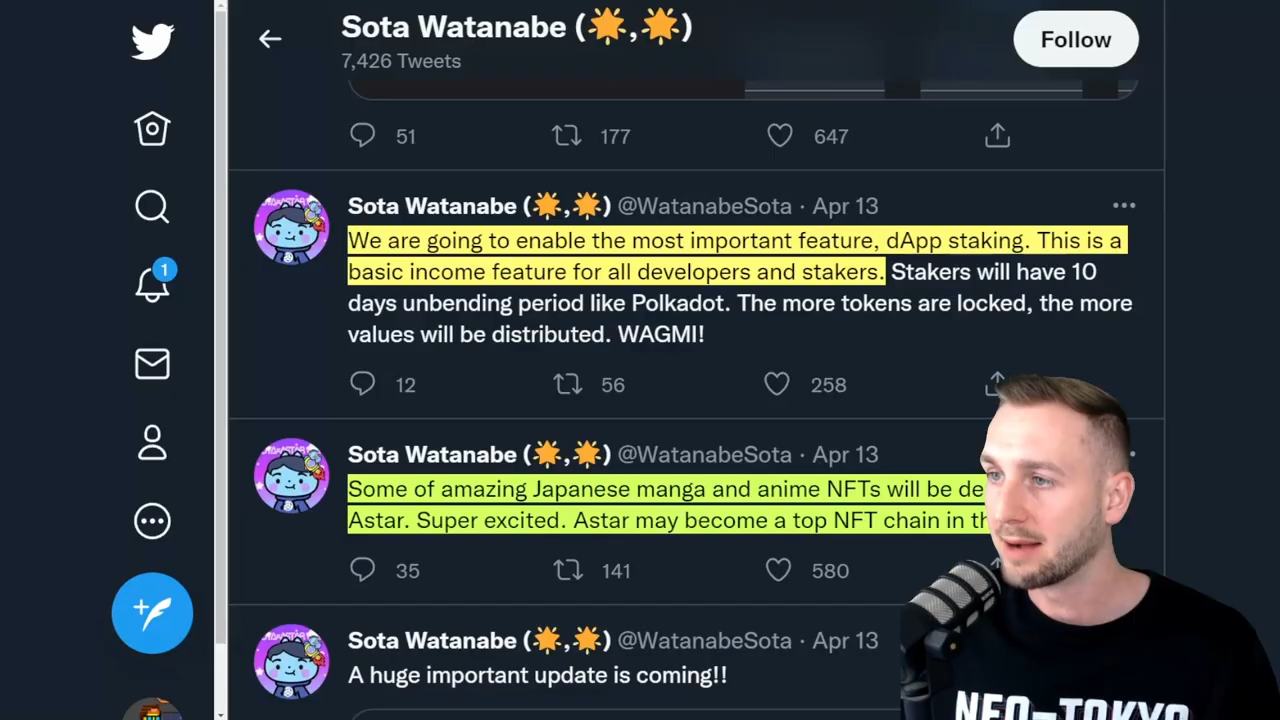 Sota Watanabe (🌟,🌟)
7,426 Tweets
Follow
51 177 647
Sota Watanabe (🌟,🌟) @WatanabeSota · Apr 13
We are going to enable the most important feature, dApp staking. This is a
basic income feature for all developers and stakers. Stakers will have 10
days unbending period like Polkadot. The more tokens are locked, the more
values will be distributed. WAGMI!
12 56 258
1
Sota Watanabe (🌟,🌟) @WatanabeSota · Apr 13
Some of amazing Japanese manga and anime NFTs will be
Astar. Super excited. Astar may become a top NFT chain in
35 141 580
Sota Watanabe (🌟,🌟) @WatanabeSota · Apr 13
A huge important update is coming!!
NEO-TOKYO